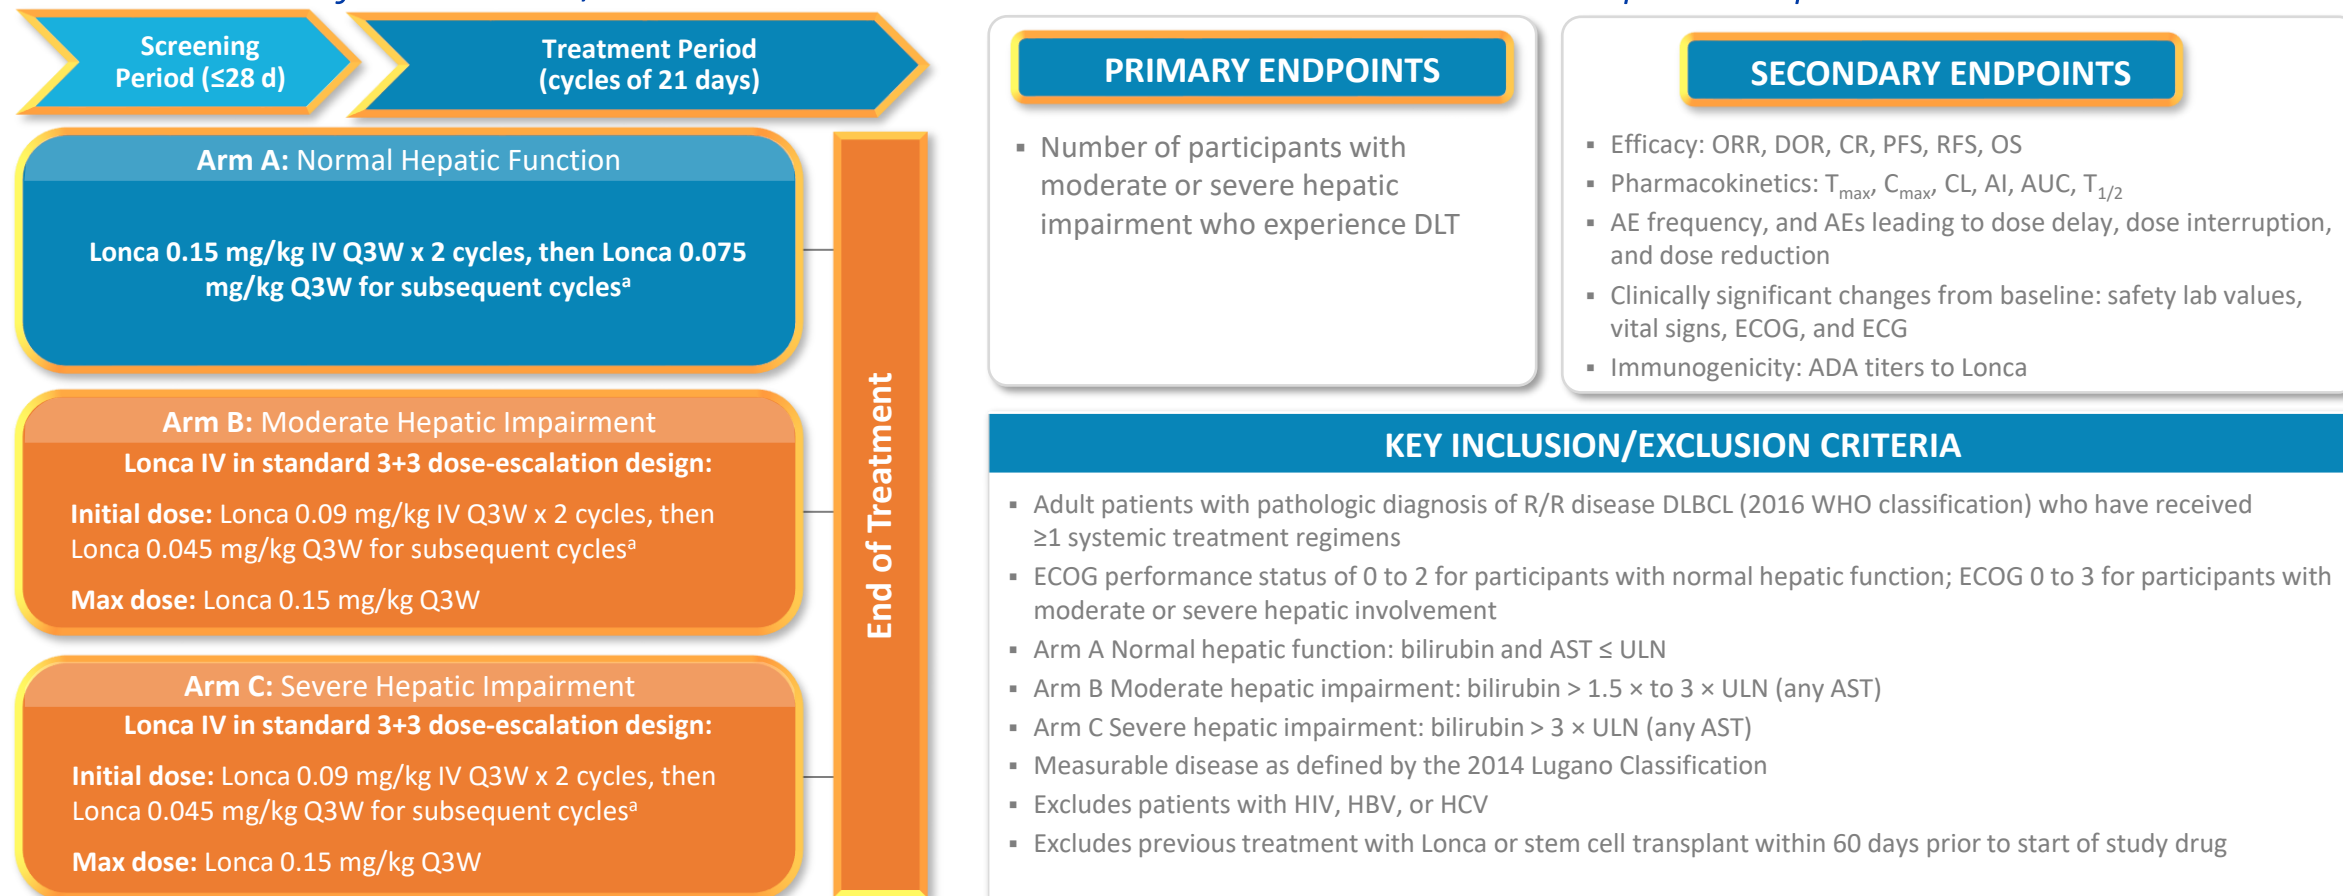 Screening
Period (≤28 d)
Treatment Period
(cycles of 21 days)
Arm A: Normal Hepatic Function
Lonca 0.15 mg/kg IV Q3W x 2 cycles, then Lonca 0.075
mg/kg Q3W for subsequent cyclesᵃ
Arm B: Moderate Hepatic Impairment
Lonca IV in standard 3+3 dose-escalation design:
Initial dose: Lonca 0.09 mg/kg IV Q3W x 2 cycles, then
Lonca 0.045 mg/kg Q3W for subsequent cyclesᵃ
Max dose: Lonca 0.15 mg/kg Q3W
Arm C: Severe Hepatic Impairment
Lonca IV in standard 3+3 dose-escalation design:
Initial dose: Lonca 0.09 mg/kg IV Q3W x 2 cycles, then
Lonca 0.045 mg/kg Q3W for subsequent cyclesᵃ
Max dose: Lonca 0.15 mg/kg Q3W
End of Treatment
PRIMARY ENDPOINTS
▪ Number of participants with
moderate or severe hepatic
impairment who experience DLT
SECONDARY ENDPOINTS
▪ Efficacy: ORR, DOR, CR, PFS, RFS, OS
▪ Pharmacokinetics: Tmax, Cmax, CL, AI, AUC, T1/2
▪ AE frequency, and AEs leading to dose delay, dose interruption,
and dose reduction
▪ Clinically significant changes from baseline: safety lab values,
vital signs, ECOG, and ECG
▪ Immunogenicity: ADA titers to Lonca
KEY INCLUSION/EXCLUSION CRITERIA
▪ Adult patients with pathologic diagnosis of R/R disease DLBCL (2016 WHO classification) who have received
≥1 systemic treatment regimens
▪ ECOG performance status of 0 to 2 for participants with normal hepatic function; ECOG 0 to 3 for participants with
moderate or severe hepatic involvement
▪ Arm A Normal hepatic function: bilirubin and AST ≤ ULN
▪ Arm B Moderate hepatic impairment: bilirubin > 1.5 × to 3 × ULN (any AST)
▪ Arm C Severe hepatic impairment: bilirubin > 3 × ULN (any AST)
▪ Measurable disease as defined by the 2014 Lugano Classification
▪ Excludes patients with HIV, HBV, or HCV
▪ Excludes previous treatment with Lonca or stem cell transplant within 60 days prior to start of study drug